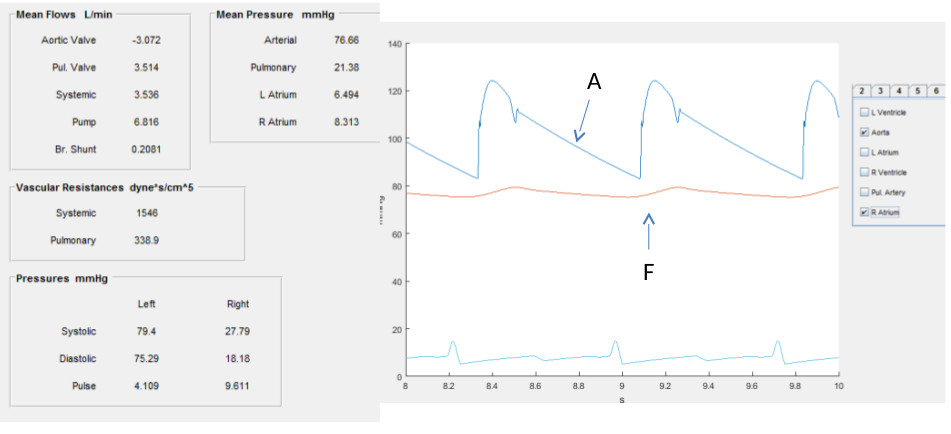 Mean Flows L/min
Aortic Valve -3.072
Pul. Valve 3.514
Systemic 3.536
Pump 6.816
Br. Shunt 0.2081
Mean Pressure mmHg
Arterial 76.66
Pulmonary 21.38
L Atrium 6.494
R Atrium 8.313
Vascular Resistances dyne*s/cm^5
Systemic 1546
Pulmonary 338.9
Pressures mmHg
Left Right
Systolic 79.4 27.79
Diastolic 75.29 18.18
Pulse 4.109 9.611
140
120
100
80
60
40
20
0
A
F
8 8.2 8.4 8.6 8.8 9 9.2 9.4 9.6 9.8 10
s
2 3 4 5 6
L Ventricle
Aorta
L Atrium
R Ventricle
Pul. Artery
R Atrium